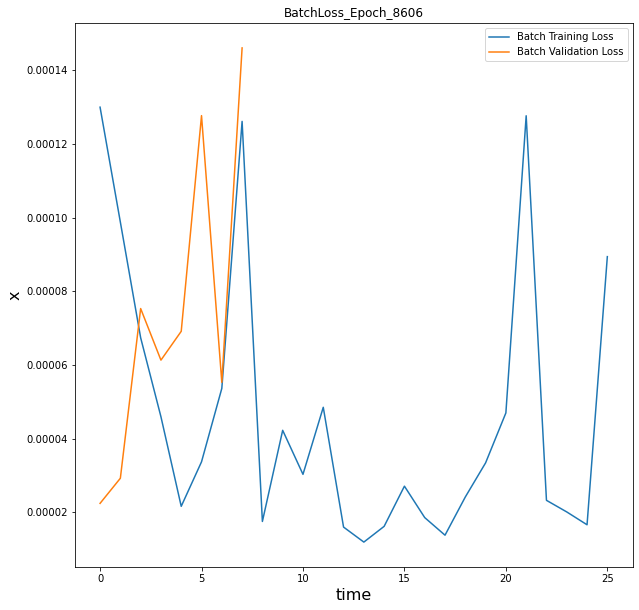 BatchLoss_Epoch_8606
Batch Training Loss
Batch Validation Loss
0.00014
0.00012
0.00010
0.00008
0.00006
0.00004
0.00002
x
0 5 10 15 20 25
time